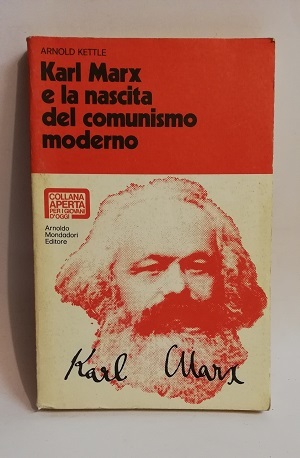 ARNOLD KETTLE
Karl Marx
e la nascita
del comunismo
moderno
COLLANA
APERTA
PER I GIOVANI
D'OGGI
Arnoldo
Mondadori
Editore
Karl Marx